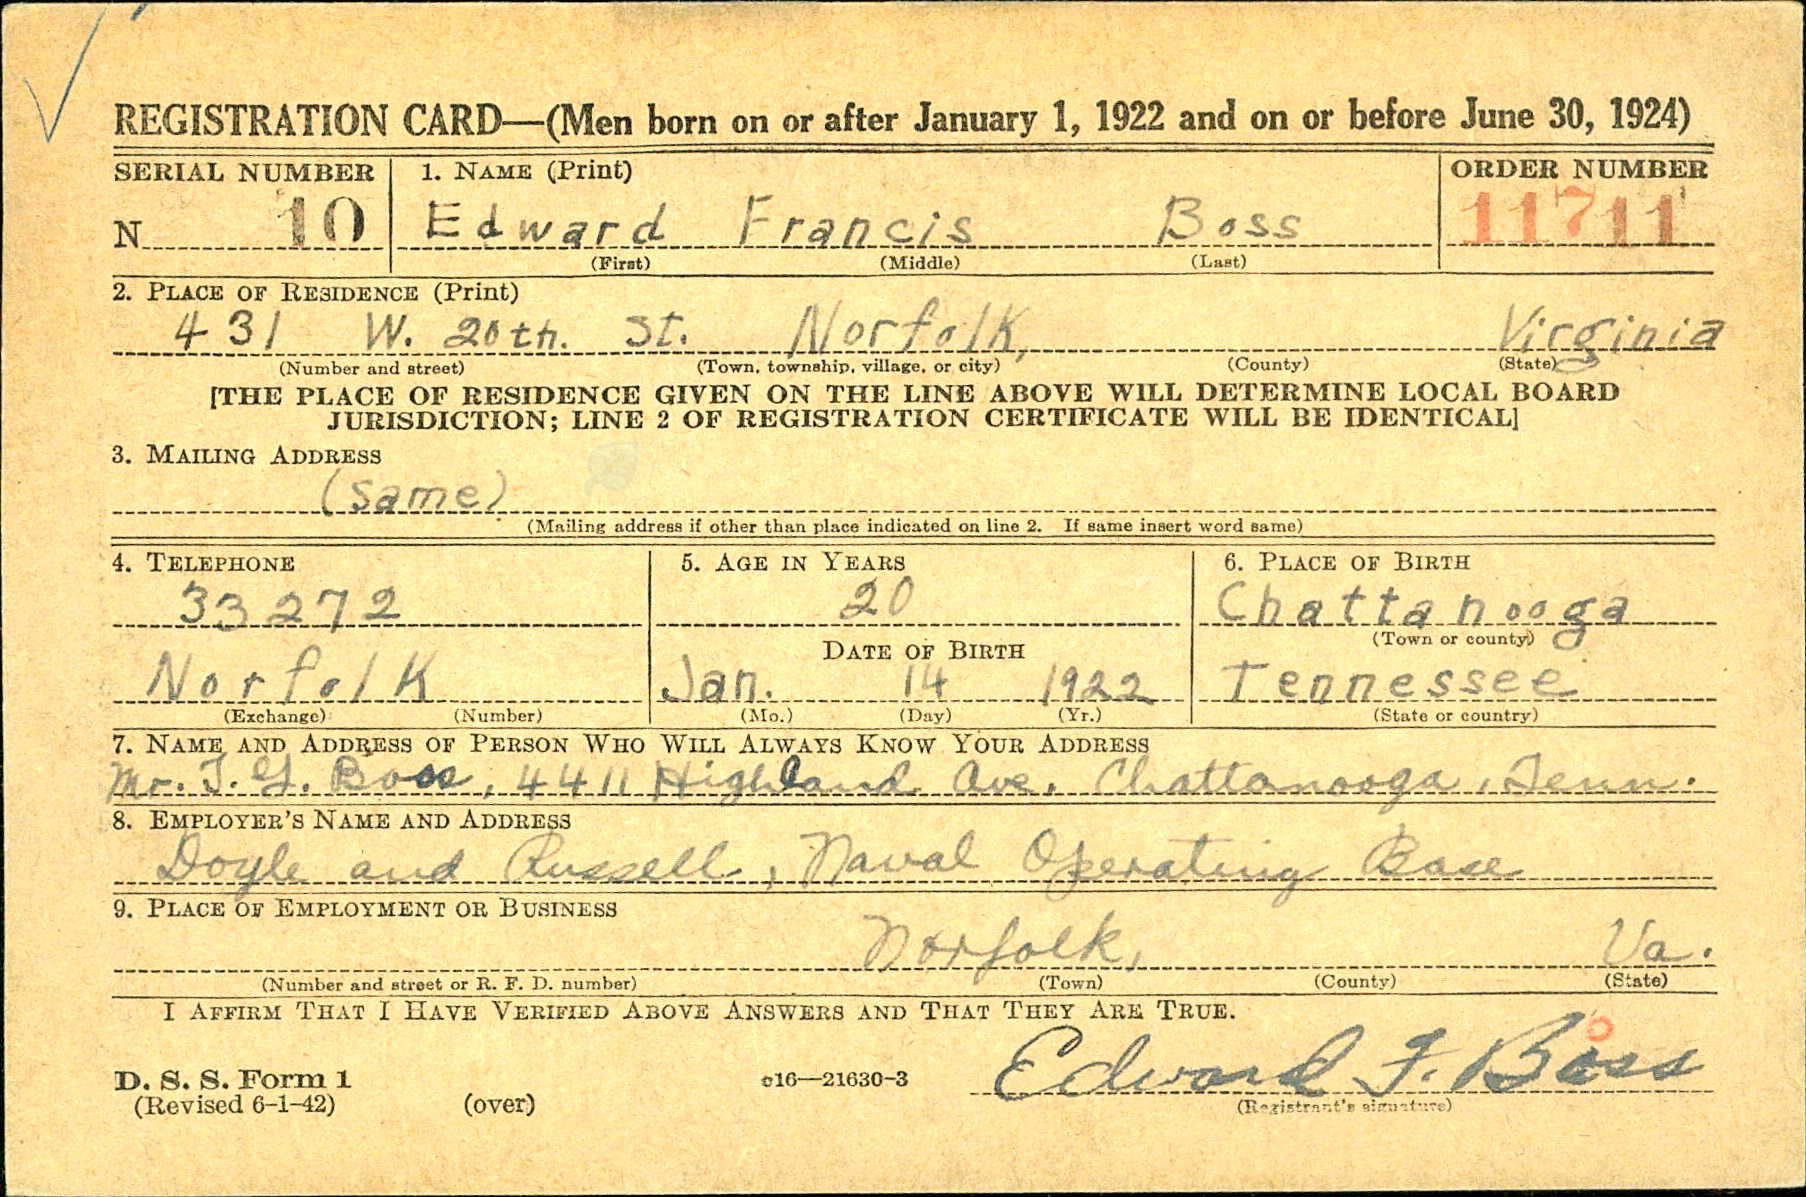 REGISTRATION CARD—(Men born on or after January 1, 1922 and on or before June 30, 1924)
SERIAL NUMBER 1. NAME (Print) ORDER NUMBER
N 10 Edward Francis Boss 11711
(First) (Middle) (Last)
2. PLACE OF RESIDENCE (Print)
431 W. 20th. St. Norfolk, Virginia
(Number and street) (Town, township, village, or city) (County) (State)
[THE PLACE OF RESIDENCE GIVEN ON THE LINE ABOVE WILL DETERMINE LOCAL BOARD
JURISDICTION; LINE 2 OF REGISTRATION CERTIFICATE WILL BE IDENTICAL]
3. MAILING ADDRESS
(same)
(Mailing address if other than place indicated on line 2. If same insert word same)
4. TELEPHONE 5. AGE IN YEARS 6. PLACE OF BIRTH
33272 20 Chattanooga
DATE OF BIRTH (Town or county)
Norfolk Jan. 14 1922 Tennessee
(Exchange) (Number) (Mo.) (Day) (Yr.) (State or country)
7. NAME AND ADDRESS OF PERSON WHO WILL ALWAYS KNOW YOUR ADDRESS
Mr. T. G. Boss, 4411 Highland Ave. Chattanooga, Tenn.
8. EMPLOYER'S NAME AND ADDRESS
Doyle and Russell, Naval Operating Base
9. PLACE OF EMPLOYMENT OR BUSINESS
Norfolk, Va.
(Number and street or R. F. D. number) (Town) (County) (State)
I AFFIRM THAT I HAVE VERIFIED ABOVE ANSWERS AND THAT THEY ARE TRUE.
D. S. S. Form 1 c16—21630-3 Edward F. Boss
(Revised 6-1-42) (over) (Registrant's signature)